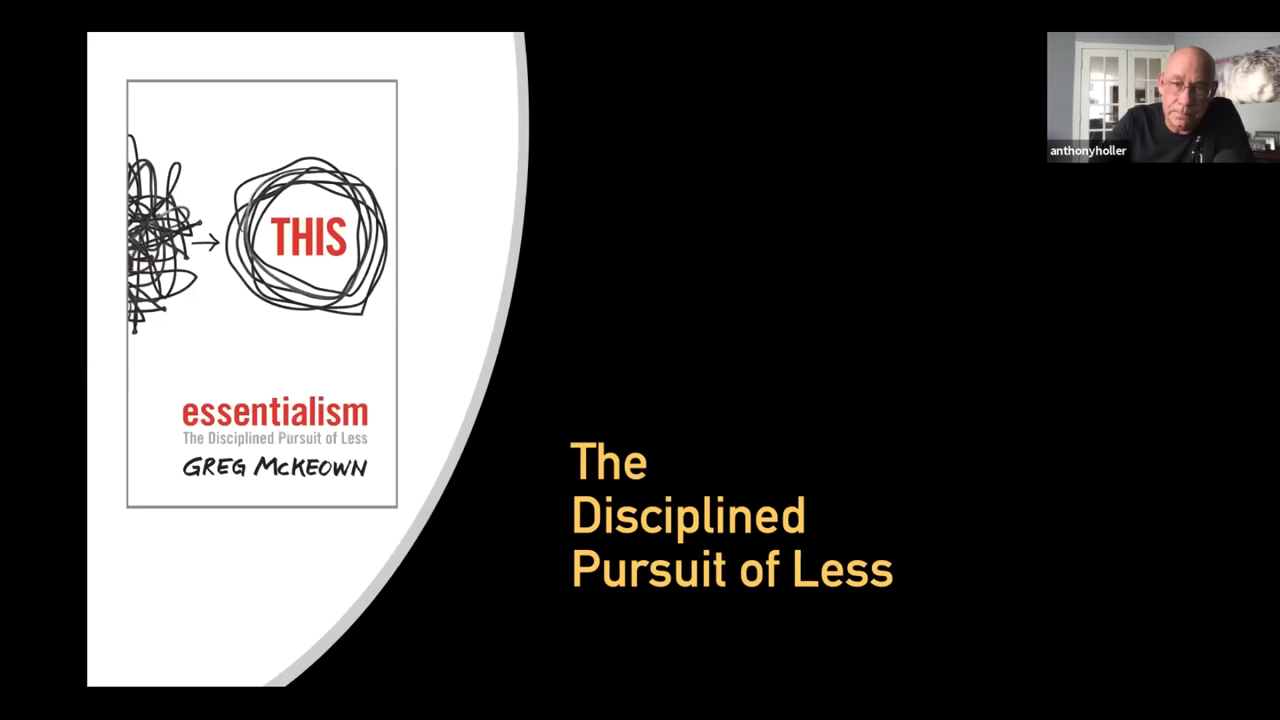 THIS
essentialism
The Disciplined Pursuit of Less
GREG McKEOWN
The
Disciplined
Pursuit of Less
anthonyholler